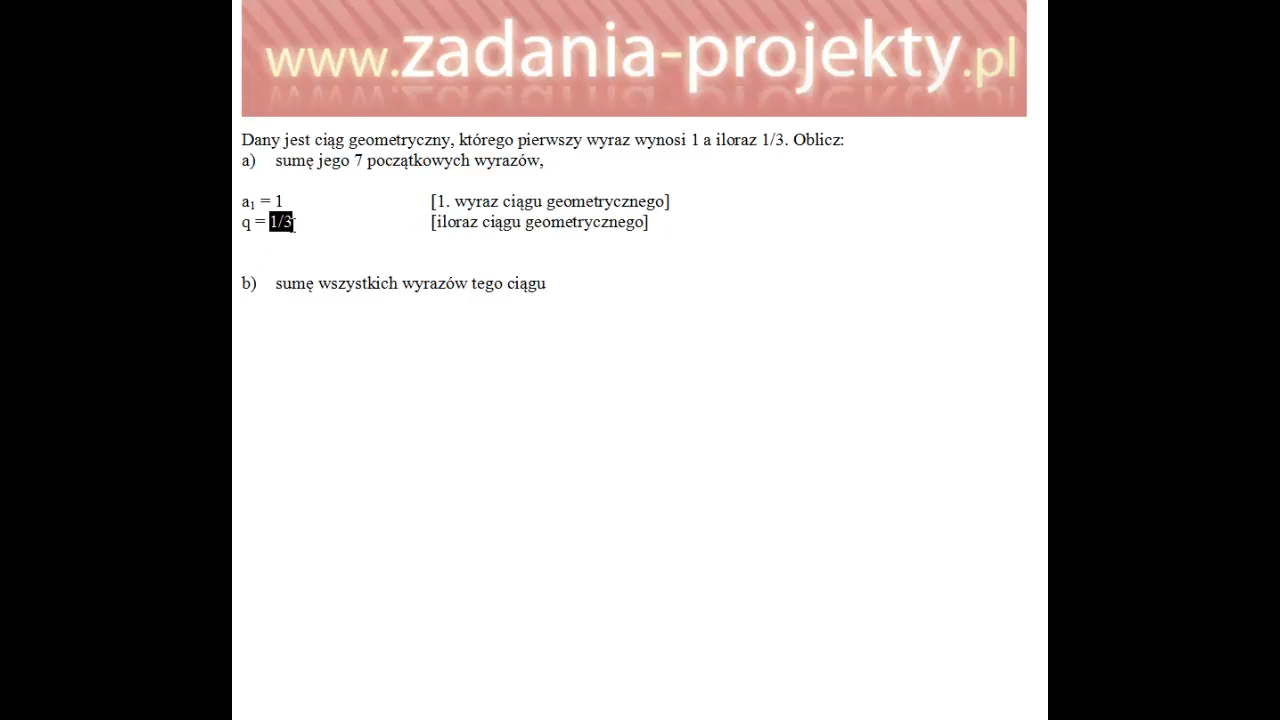 www.zadania-projekty.pl
Dany jest ciąg geometryczny, którego pierwszy wyraz wynosi 1 a iloraz 1/3. Oblicz:
a) sumę jego 7 początkowych wyrazów,
a₁ = 1 [1. wyraz ciągu geometrycznego]
q = 1/3 [iloraz ciągu geometrycznego]
b) sumę wszystkich wyrazów tego ciągu